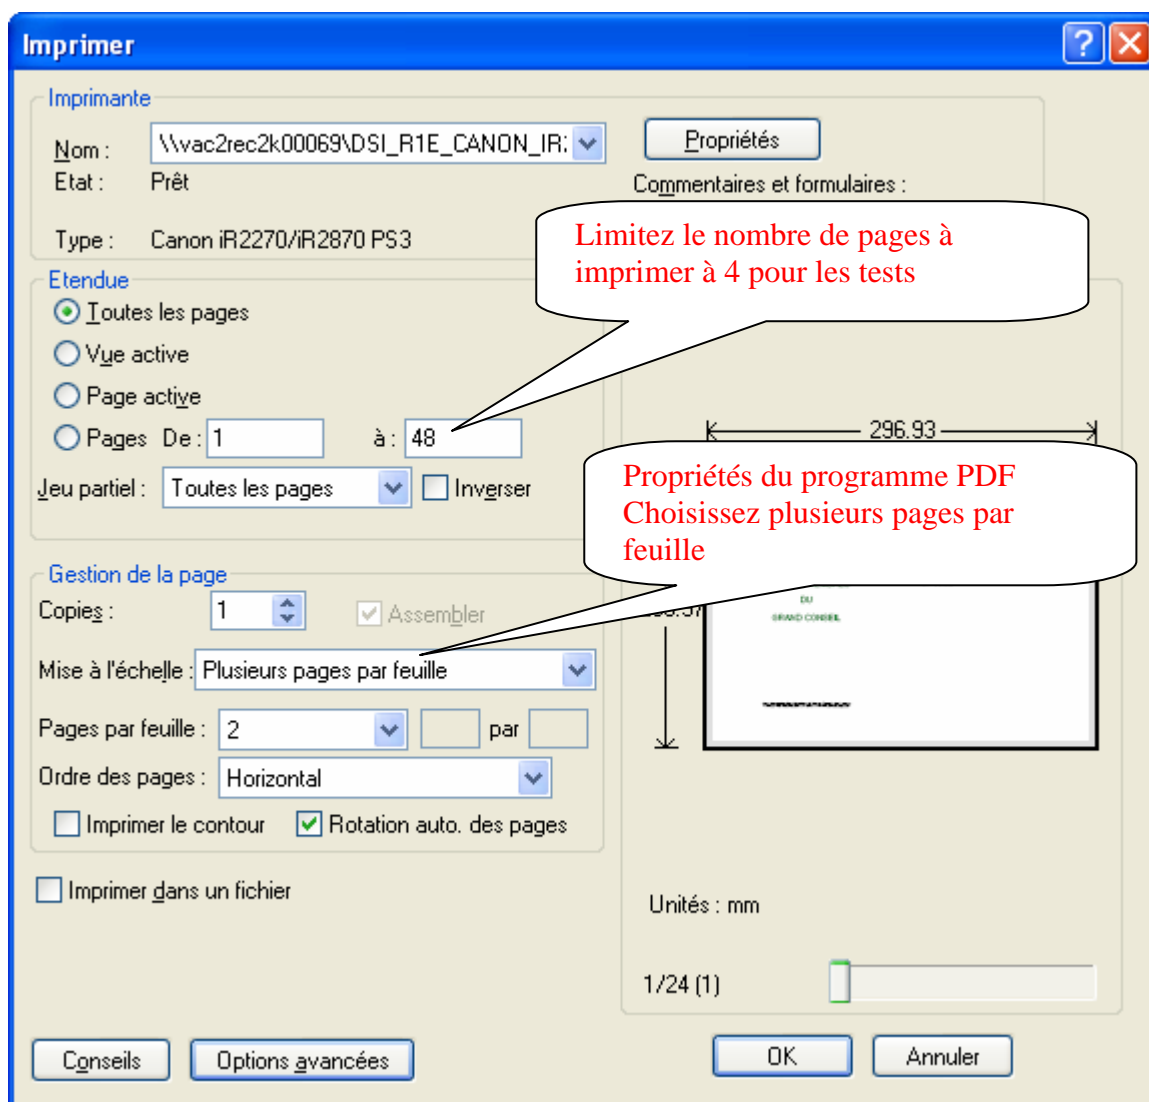 Imprimer
Imprimante
Nom : \\vac2rec2k00069\DSI_R1E_CANON_IR: Propriétés
Etat : Prêt Commentaires et formulaires :
Type : Canon iR2270/iR2870 PS3
Limitez le nombre de pages à
imprimer à 4 pour les tests
Etendue
Toutes les pages
Vue active
Page active
Pages De : 1 à : 48
Jeu partiel : Toutes les pages Inverser
296.93
Propriétés du programme PDF
Choisissez plusieurs pages par
feuille
Gestion de la page
Copies : 1 Assembler
DU
GRAND CONSEIL
Mise à l'échelle : Plusieurs pages par feuille
Pages par feuille : 2 par
Ordre des pages : Horizontal
Imprimer le contour Rotation auto. des pages
Imprimer dans un fichier
Unités : mm
1/24 (1)
Conseils Options avancées OK Annuler